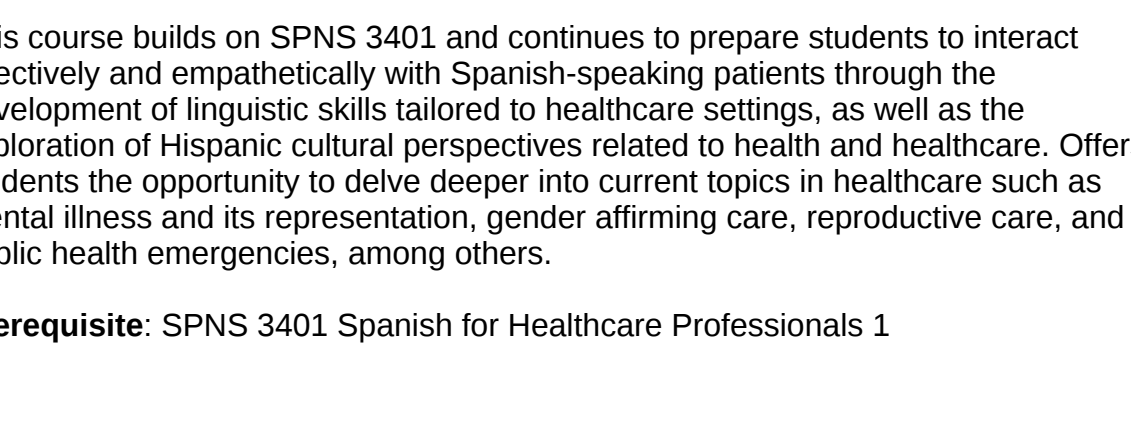 is course builds on SPNS 3401 and continues to prepare students to interact
ectively and empathetically with Spanish-speaking patients through the
velopment of linguistic skills tailored to healthcare settings, as well as the
ploration of Hispanic cultural perspectives related to health and healthcare. Offer
dents the opportunity to delve deeper into current topics in healthcare such as
ental illness and its representation, gender affirming care, reproductive care, and
blic health emergencies, among others.
erequisite: SPNS 3401 Spanish for Healthcare Professionals 1